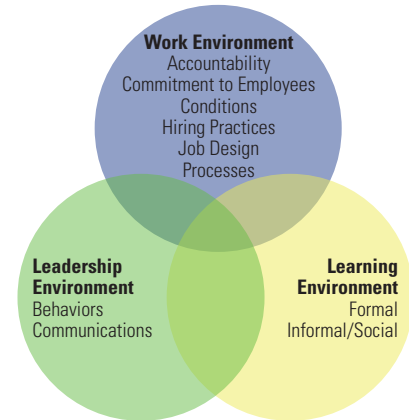 Work Environment
Accountability
Commitment to Employees
Conditions
Hiring Practices
Job Design
Processes
Leadership
Environment
Behaviors
Communications
Learning
Environment
Formal
Informal/Social